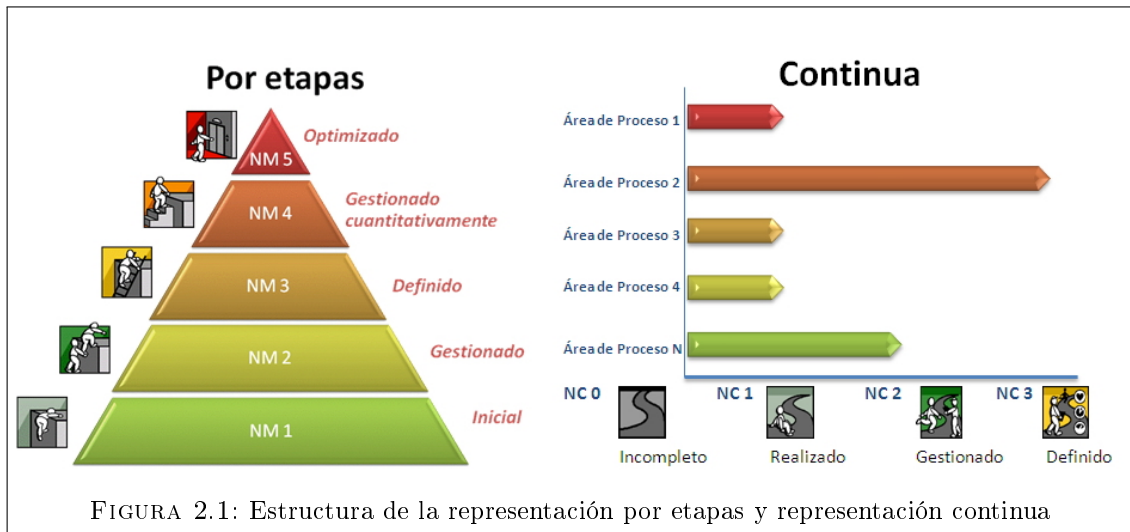 Por etapas
Optimizado
NM 5
Gestionado
cuantitativamente
NM 4
NM 3
Definido
NM 2
Gestionado
NM 1
Inicial
Continua
Área de Proceso 1
Área de Proceso 2
Área de Proceso 3
Área de Proceso 4
Área de Proceso N
NC 0 NC 1 NC 2 NC 3
Incompleto Realizado Gestionado Definido
FIGURA 2.1: Estructura de la representación por etapas y representación continua